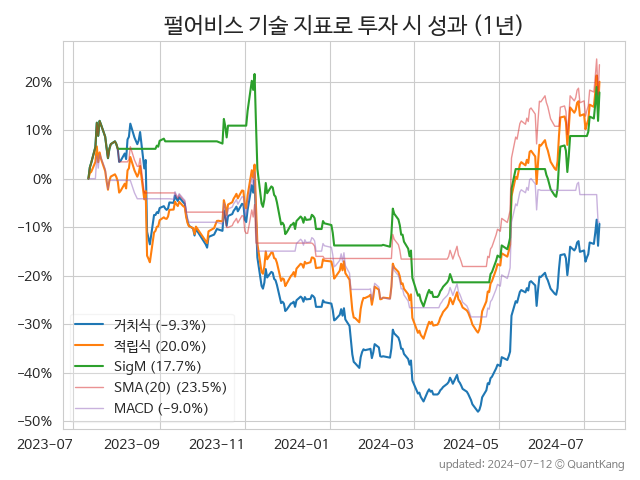 펄어비스 기술 지표로 투자 시 성과 (1년)
20%
10%
0%
−10%
−20%
−30%
−40%
−50%
거치식 (−9.3%)
적립식 (20.0%)
SigM (17.7%)
SMA(20) (23.5%)
MACD (−9.0%)
2023-07 2023-09 2023-11 2024-01 2024-03 2024-05 2024-07
updated: 2024-07-12 © QuantKang